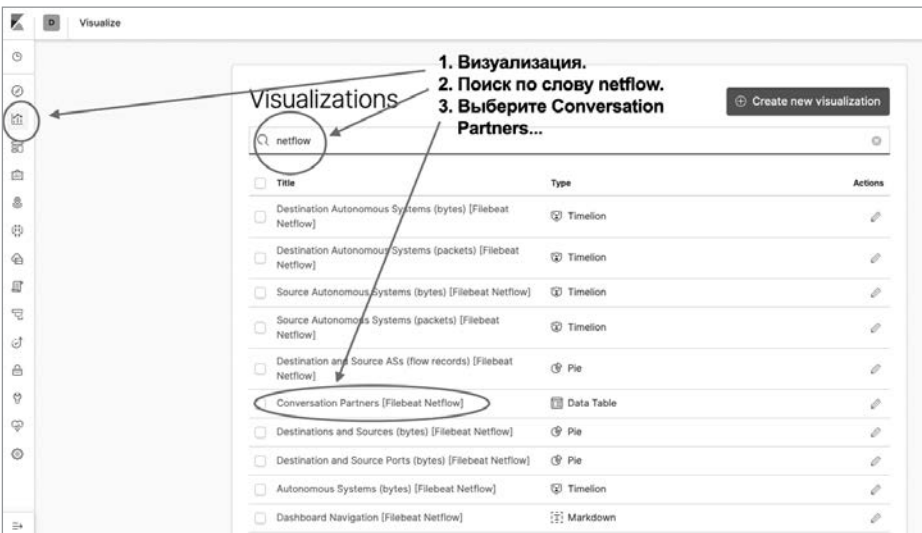 D Visualize
1. Визуализация.
2. Поиск по слову netflow.
3. Выберите Conversation
Partners...
Visualizations
Create new visualization
netflow
Title Type Actions
Destination Autonomous Systems (bytes) [Filebeat
Netflow] Timelion
Destination Autonomous Systems (packets) [Filebeat
Netflow] Timelion
Source Autonomous Systems (bytes) [Filebeat Netflow] Timelion
Source Autonomous Systems (packets) [Filebeat
Netflow] Timelion
Destination and Source ASs (flow records) [Filebeat
Netflow] Pie
Conversation Partners [Filebeat Netflow] Data Table
Destinations and Sources (bytes) [Filebeat Netflow] Pie
Destination and Source Ports (bytes) [Filebeat Netflow] Pie
Autonomous Systems (bytes) [Filebeat Netflow] Timelion
Dashboard Navigation [Filebeat Netflow] Markdown